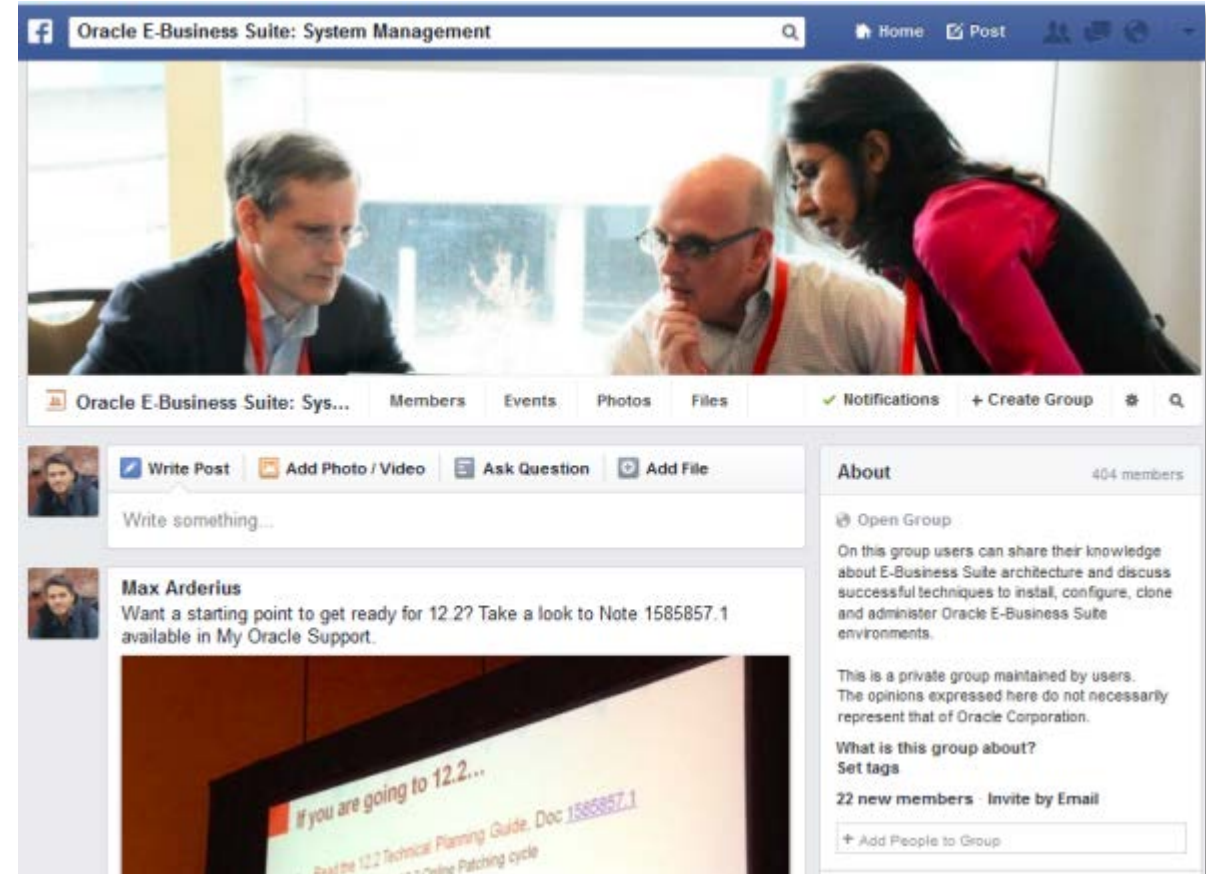 f
Oracle E-Business Suite: System Management
Home
Post
Oracle E-Business Suite: Sys...
Members
Events
Photos
Files
Notifications
+ Create Group
Write Post
Add Photo / Video
Ask Question
Add File
Write something...
Max Arderius
Want a starting point to get ready for 12.2? Take a look to Note 1585857.1
available in My Oracle Support.
If you are going to 12.2...
Read the 12.2 Technical Planning Guide, Doc 1585857.1
Online Patching cycle
About
404 members
Open Group
On this group users can share their knowledge
about E-Business Suite architecture and discuss
successful techniques to install, configure, clone
and administer Oracle E-Business Suite
environments.
This is a private group maintained by users.
The opinions expressed here do not necessarily
represent that of Oracle Corporation.
What is this group about?
Set tags
22 new members · Invite by Email
+ Add People to Group